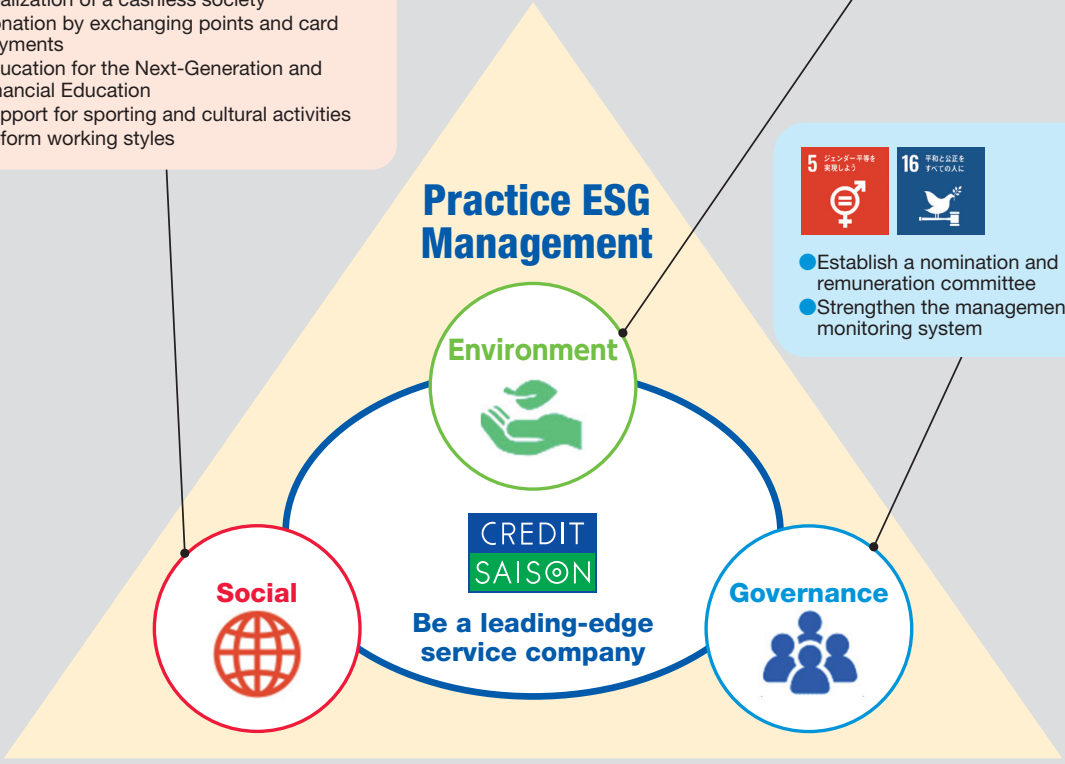 alization of a cashless society
nation by exchanging points and card
yments
ucation for the Next-Generation and
nancial Education
pport for sporting and cultural activities
form working styles
Practice ESG
Management
5 ジェンダー平等を
実現しよう
16 平和と公正を
すべての人に
●Establish a nomination and
remuneration committee
●Strengthen the managemen
monitoring system
Environment
CREDIT
SAISON
Social
Governance
Be a leading-edge
service company